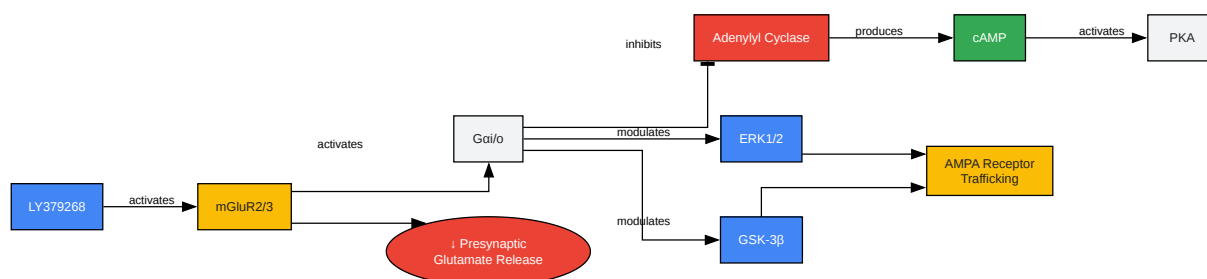 Adenylyl Cyclase
produces
cAMP
activates
PKA
inhibits
Gαi/o
modulates
ERK1/2
activates
AMPA Receptor
Trafficking
LY379268
activates
mGluR2/3
modulates
GSK-3β
↓ Presynaptic
Glutamate Release